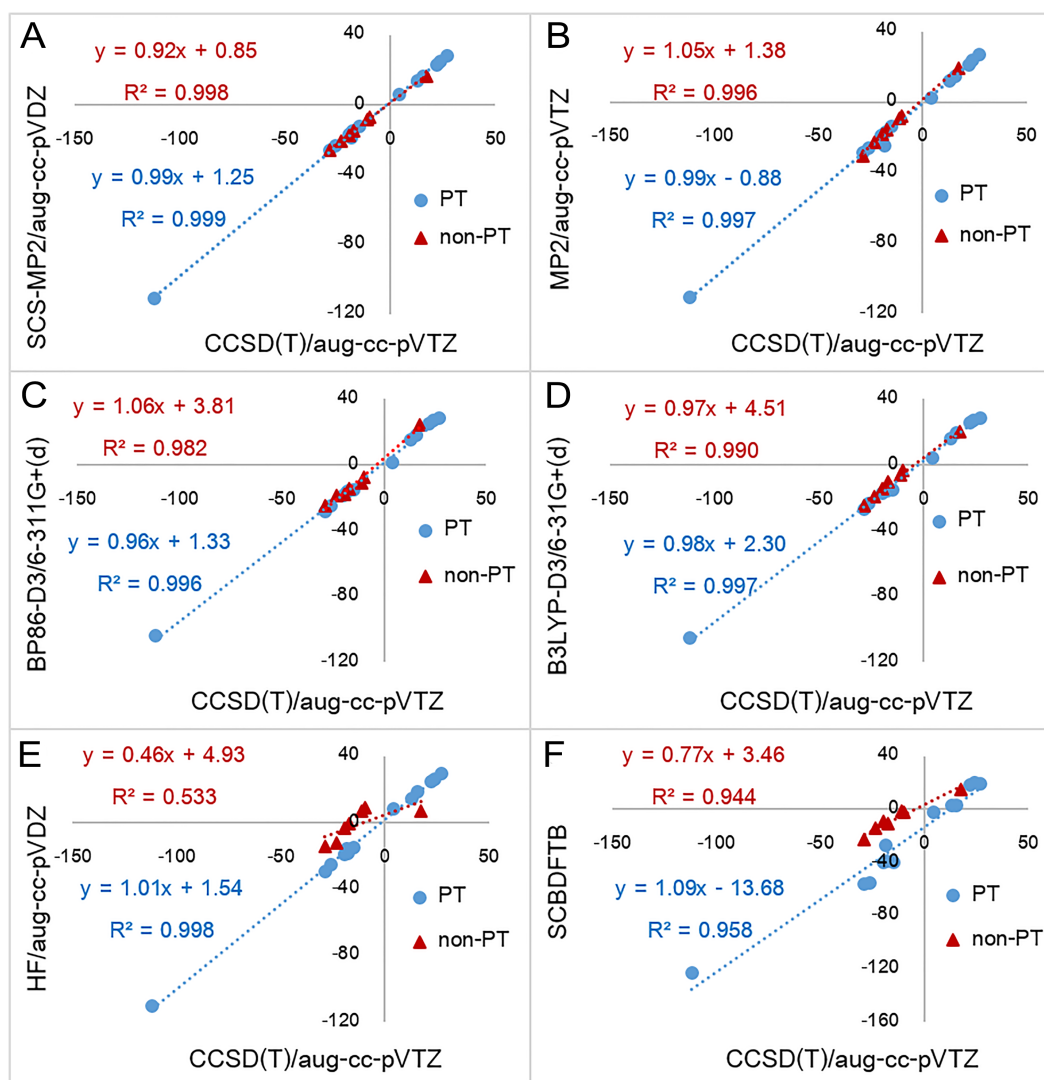 A
SCS-MP2/aug-cc-pVDZ
y = 0.92x + 0.85
R² = 0.998
y = 0.99x + 1.25
R² = 0.999
40
0
-40
-80
-120
-150
-100
-50
0
50
PT
non-PT
CCSD(T)/aug-cc-pVTZ
B
MP2/aug-cc-pVTZ
y = 1.05x + 1.38
R² = 0.996
y = 0.99x - 0.88
R² = 0.997
40
0
-40
-80
-120
-150
-100
-50
0
50
PT
non-PT
CCSD(T)/aug-cc-pVTZ
C
BP86-D3/6-311G+(d)
y = 1.06x + 3.81
R² = 0.982
y = 0.96x + 1.33
R² = 0.996
40
0
-40
-80
-120
-150
-100
-50
0
50
PT
non-PT
CCSD(T)/aug-cc-pVTZ
D
B3LYP-D3/6-31G+(d)
y = 0.97x + 4.51
R² = 0.990
y = 0.98x + 2.30
R² = 0.997
40
0
-40
-80
-120
-150
-100
-50
0
50
PT
non-PT
CCSD(T)/aug-cc-pVTZ
E
HF/aug-cc-pVDZ
y = 0.46x + 4.93
R² = 0.533
y = 1.01x + 1.54
R² = 0.998
40
0
-40
-80
-120
-150
-100
-50
0
50
PT
non-PT
CCSD(T)/aug-cc-pVTZ
F
SCBDFTB
y = 0.77x + 3.46
R² = 0.944
y = 1.09x - 13.68
R² = 0.958
40
0
-40
-80
-120
-160
-150
-100
-50
0
50
PT
non-PT
CCSD(T)/aug-cc-pVTZ